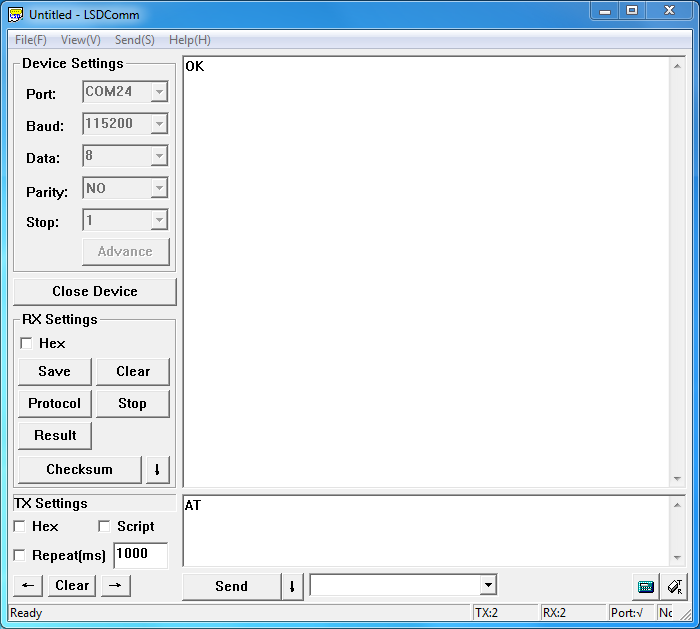 Untitled - LSDComm
File(F) View(V) Send(S) Help(H)
Device Settings
Port: COM24
Baud: 115200
Data: 8
Parity: NO
Stop: 1
Advance
Close Device
RX Settings
Hex
Save Clear
Protocol Stop
Result
Checksum ↓
OK
TX Settings
Hex Script
Repeat(ms) 1000
← Clear →
AT
Send ↓
Ready TX:2 RX:2 Port:√ No